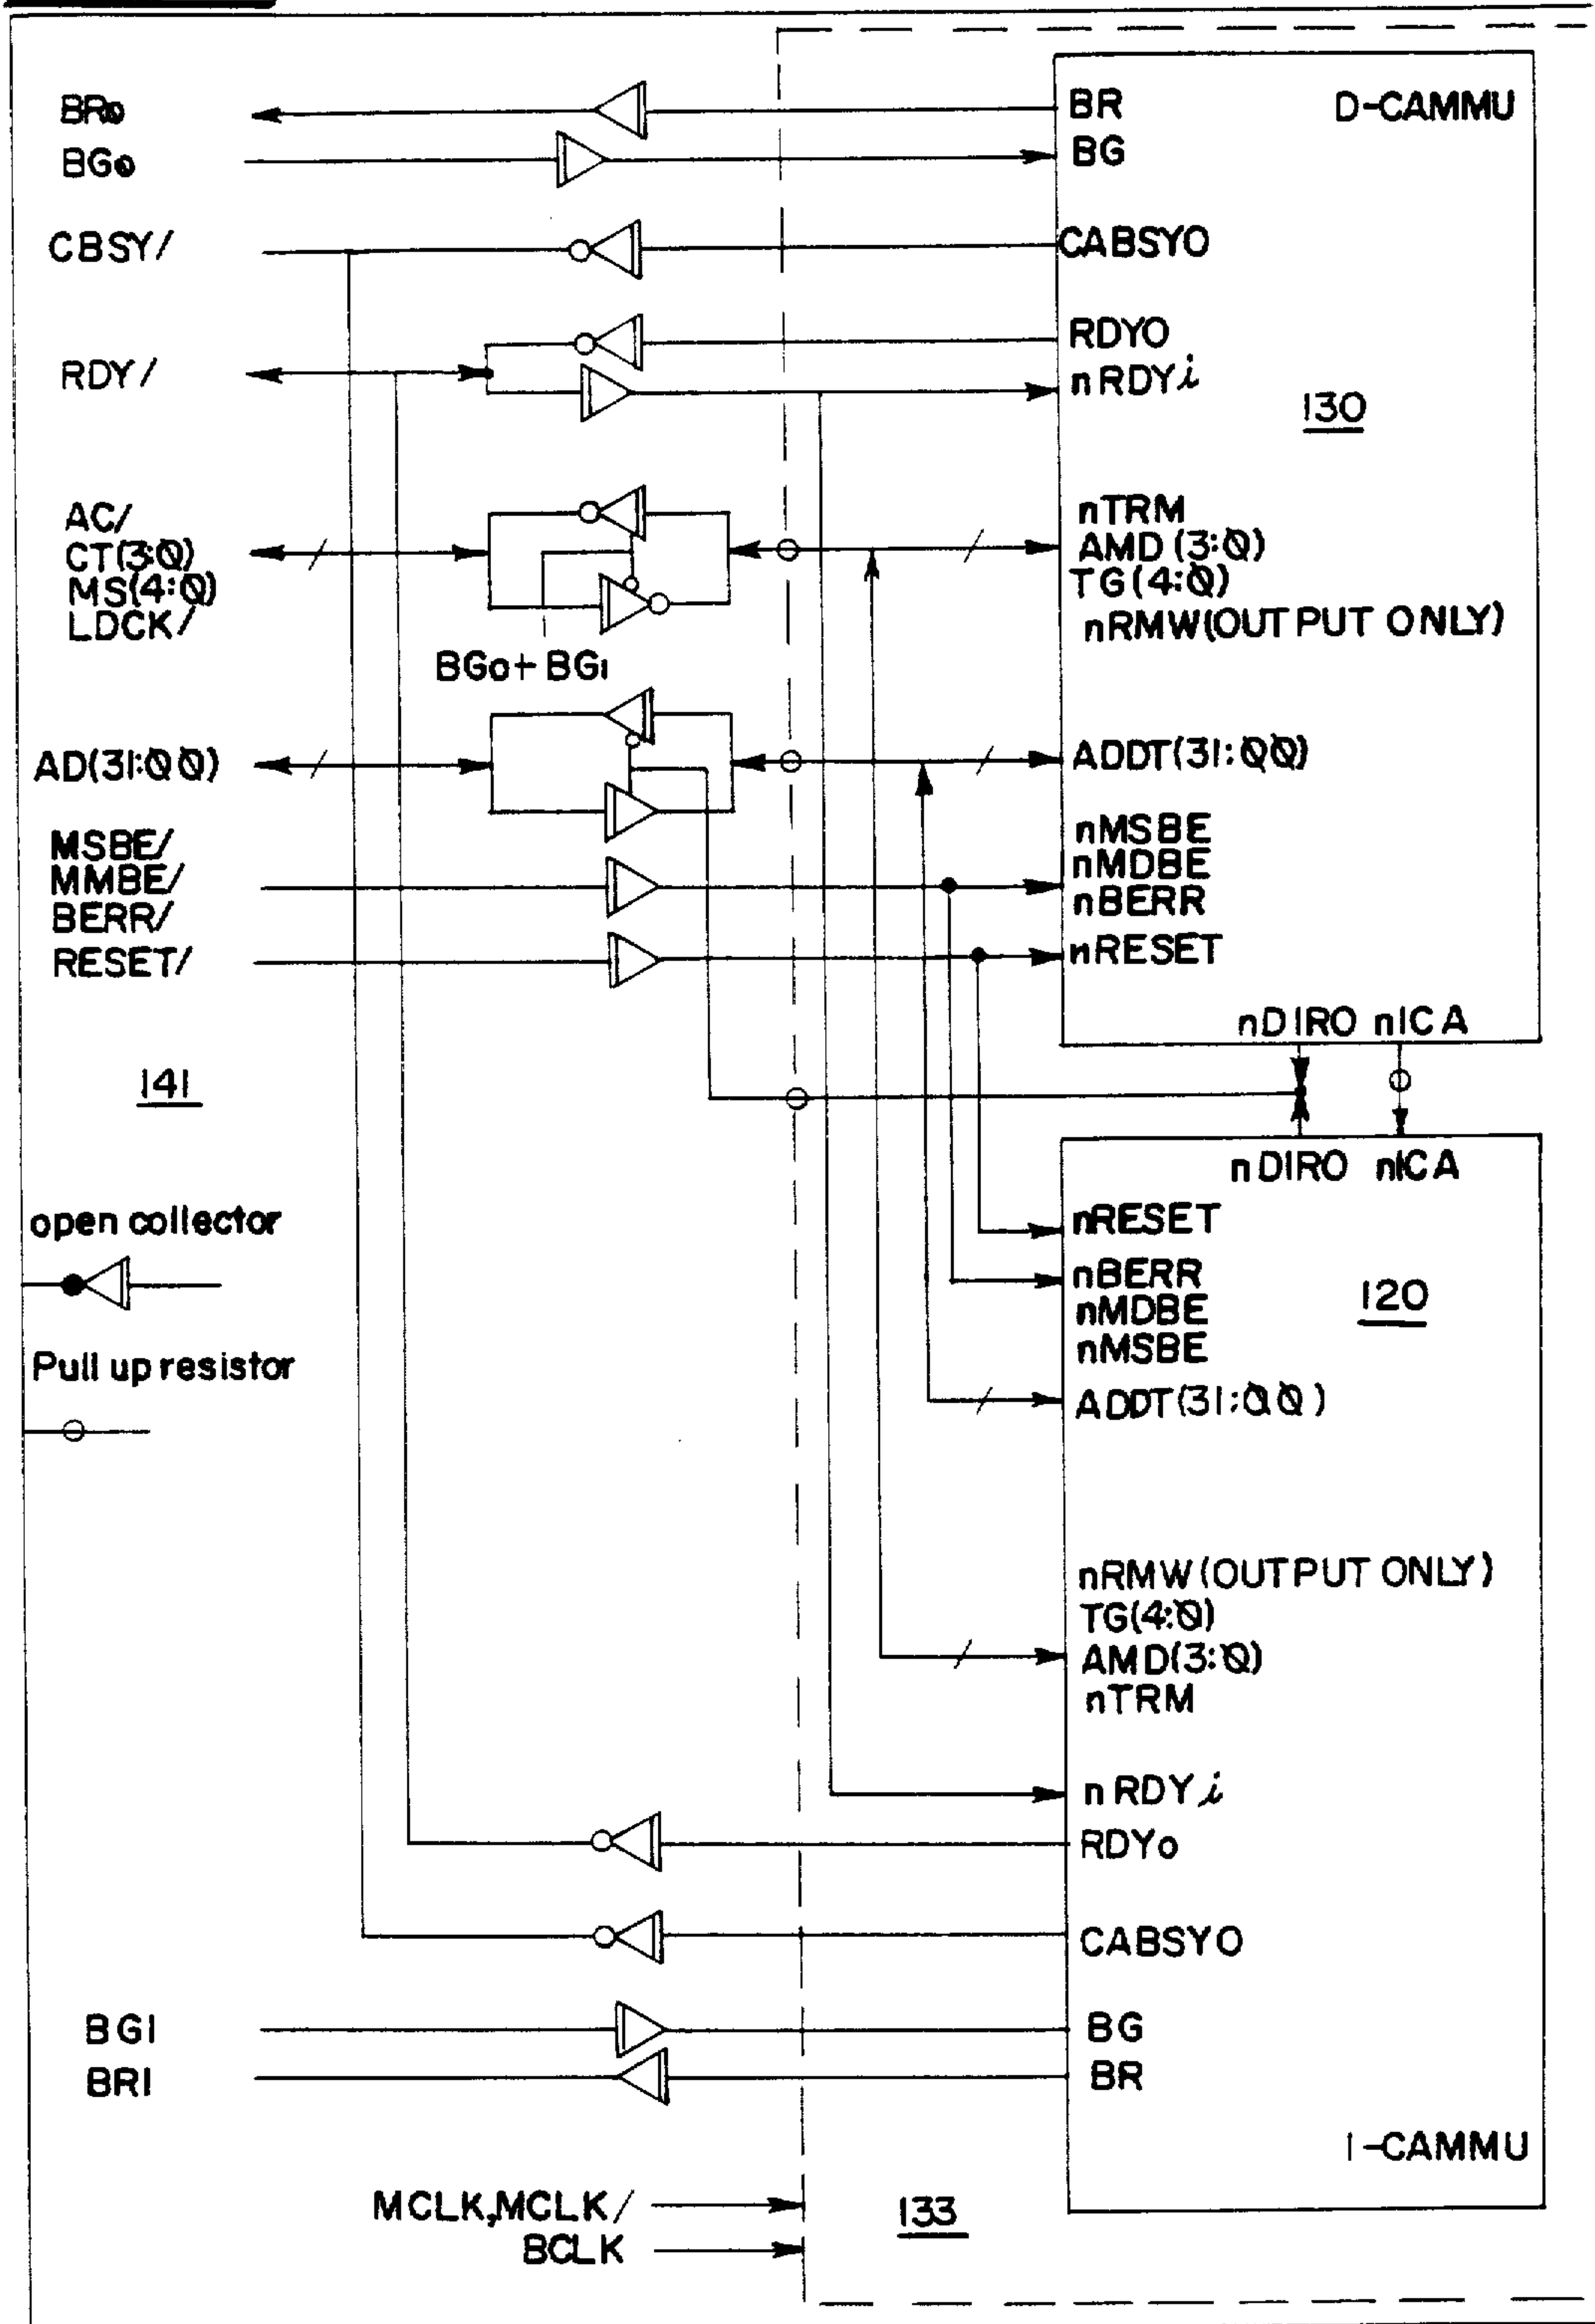 BRo
BR
D-CAMMU
BGo
BG
CBSY/
CABSYO
RDYO
RDY/
nRDYi
130
AC/
CT(3:0)
MS(4:0)
LDCK/
nTRM
AMD(3:0)
TG(4:0)
nRMW(OUTPUT ONLY)
BGo+BG1
AD(31:00)
ADDT(31:00)
MSBE/
MMBE/
BERR/
RESET/
nMSBE
nMDBE
nBERR
nRESET
nDIRO nICA
141
nDIRO nICA
open collector
nRESET
nBERR
nMDBE
nMSBE
120
Pull up resistor
ADDT(31:00)
nRMW(OUTPUT ONLY)
TG(4:0)
AMD(3:0)
nTRM
nRDYi
RDYo
CABSYO
BG1
BG
BR1
BR
I-CAMMU
MCLK,MCLK/
BCLK
133